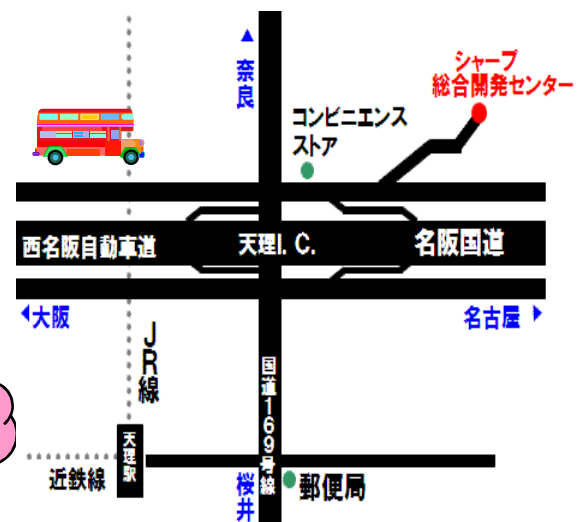 シャープ
総合開発センター
奈良
コンビニエンス
ストア
西名阪自動車道
天理I.C.
名阪国道
大阪
名古屋
JR線
国道169号線
天理駅
近鉄線
桜井
郵便局